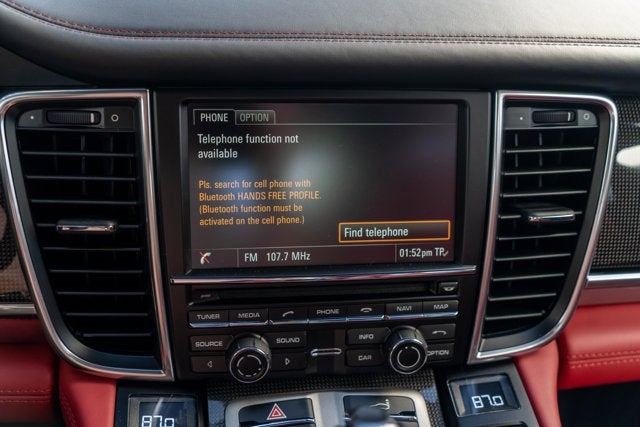 PHONE OPTION
Telephone function not
available
Pls. search for cell phone with
Bluetooth HANDS FREE PROFILE.
(Bluetooth function must be
activated on the cell phone.)
Find telephone
FM 107.7 MHz 01:52pm TP
TUNER MEDIA PHONE NAVI MAP
SOURCE SOUND INFO
CAR OPTION
87.0 87.0